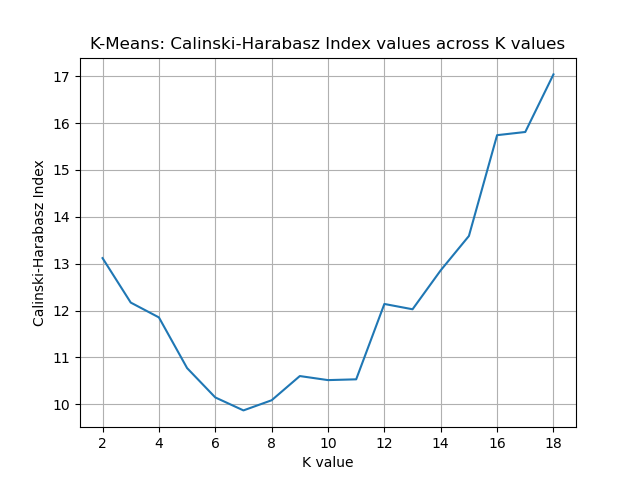 K-Means: Calinski-Harabasz Index values across K values
17
16
15
14
13
12
11
10
Calinski-Harabasz Index
2 4 6 8 10 12 14 16 18
K value